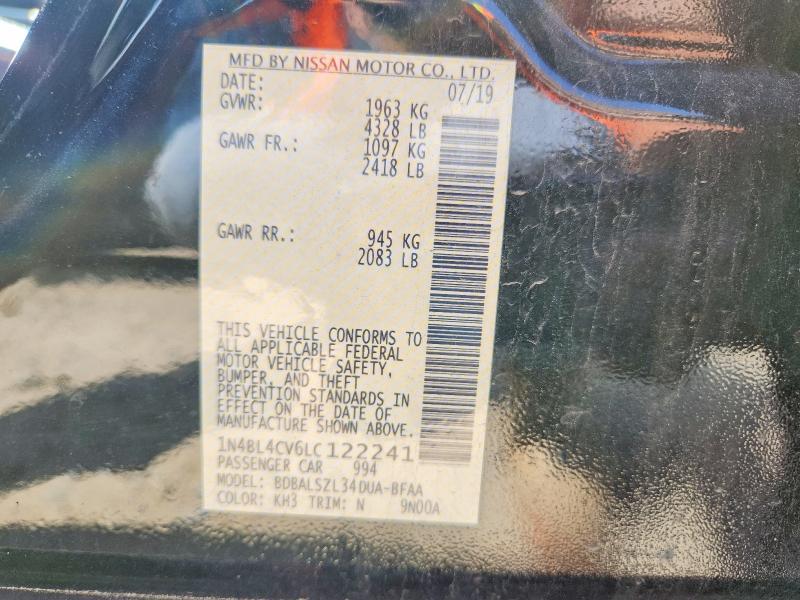 MFD BY NISSAN MOTOR CO., LTD.
DATE: 07/19
GVWR: 1963 KG
4328 LB
GAWR FR.: 1097 KG
2418 LB
GAWR RR.: 945 KG
2083 LB
THIS VEHICLE CONFORMS TO
ALL APPLICABLE FEDERAL
MOTOR VEHICLE SAFETY,
BUMPER, AND THEFT
PREVENTION STANDARDS IN
EFFECT ON THE DATE OF
MANUFACTURE SHOWN ABOVE.
1N4BL4CV6LC122241
PASSENGER CAR 994
MODEL: BDBALSZL34DUA-BFAA
COLOR: KH3 TRIM: N 9N00A